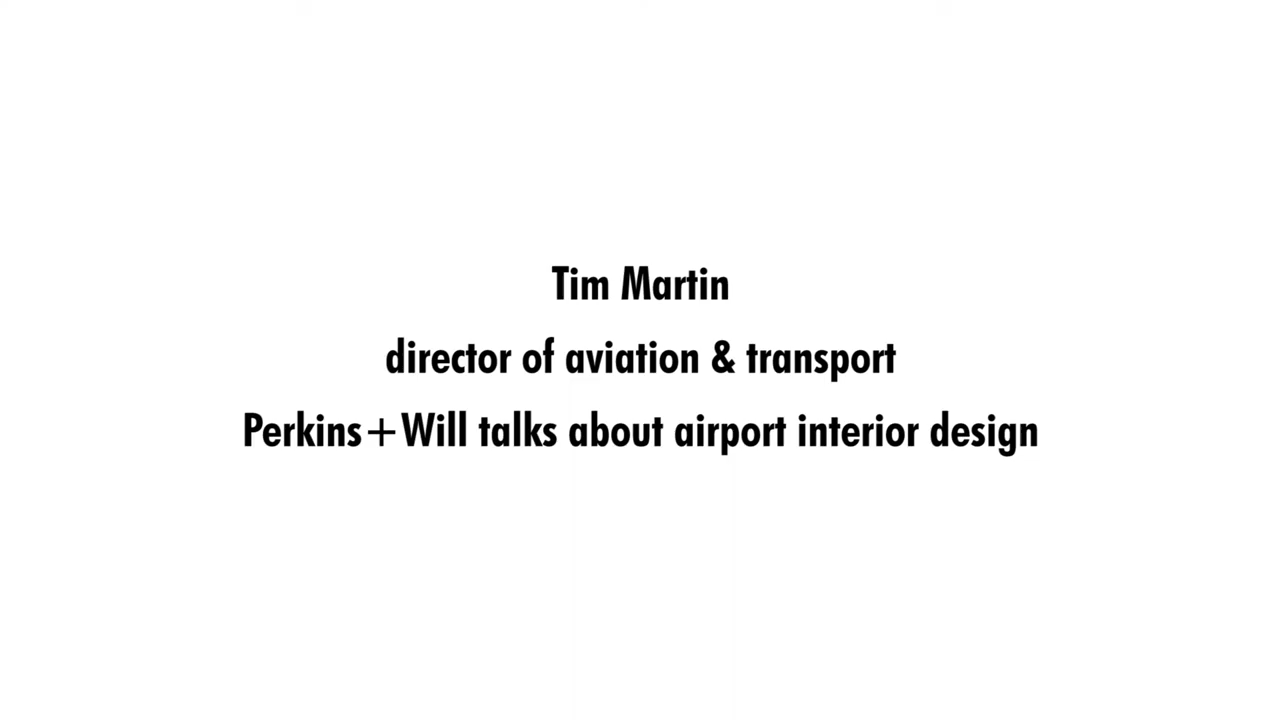 Tim Martin
director of aviation & transport
Perkins+Will talks about airport interior design